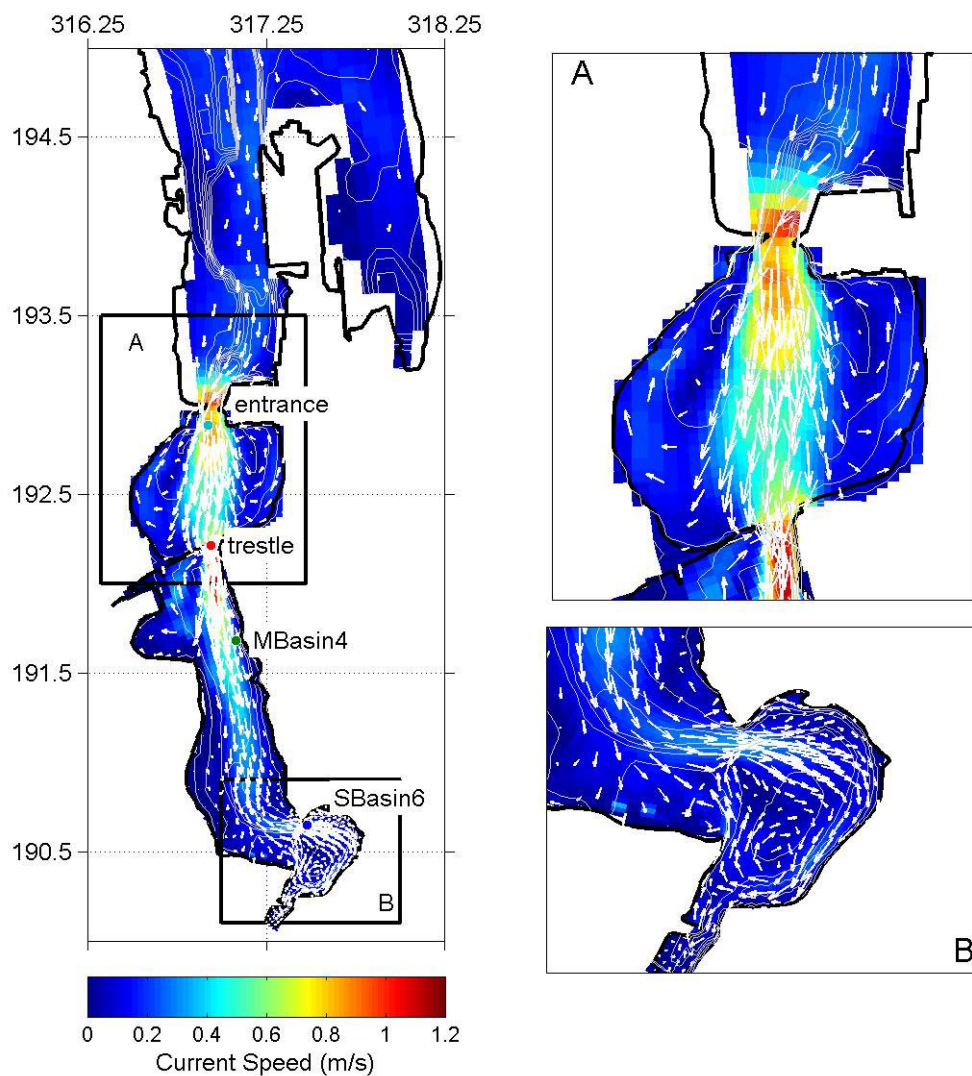 316.25 317.25 318.25
194.5
193.5
192.5
191.5
190.5
A
entrance
trestle
MBasin4
SBasin6
B
0 0.2 0.4 0.6 0.8 1 1.2
Current Speed (m/s)
A
B